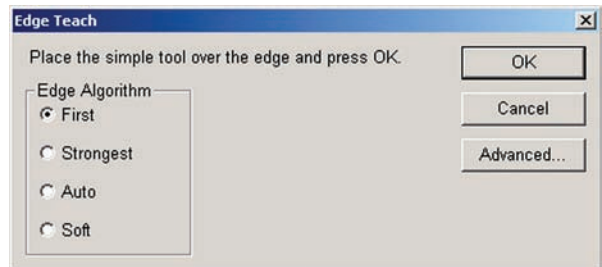 Edge Teach
Place the simple tool over the edge and press OK.
OK
Edge Algorithm
First
Cancel
Strongest
Advanced...
Auto
Soft